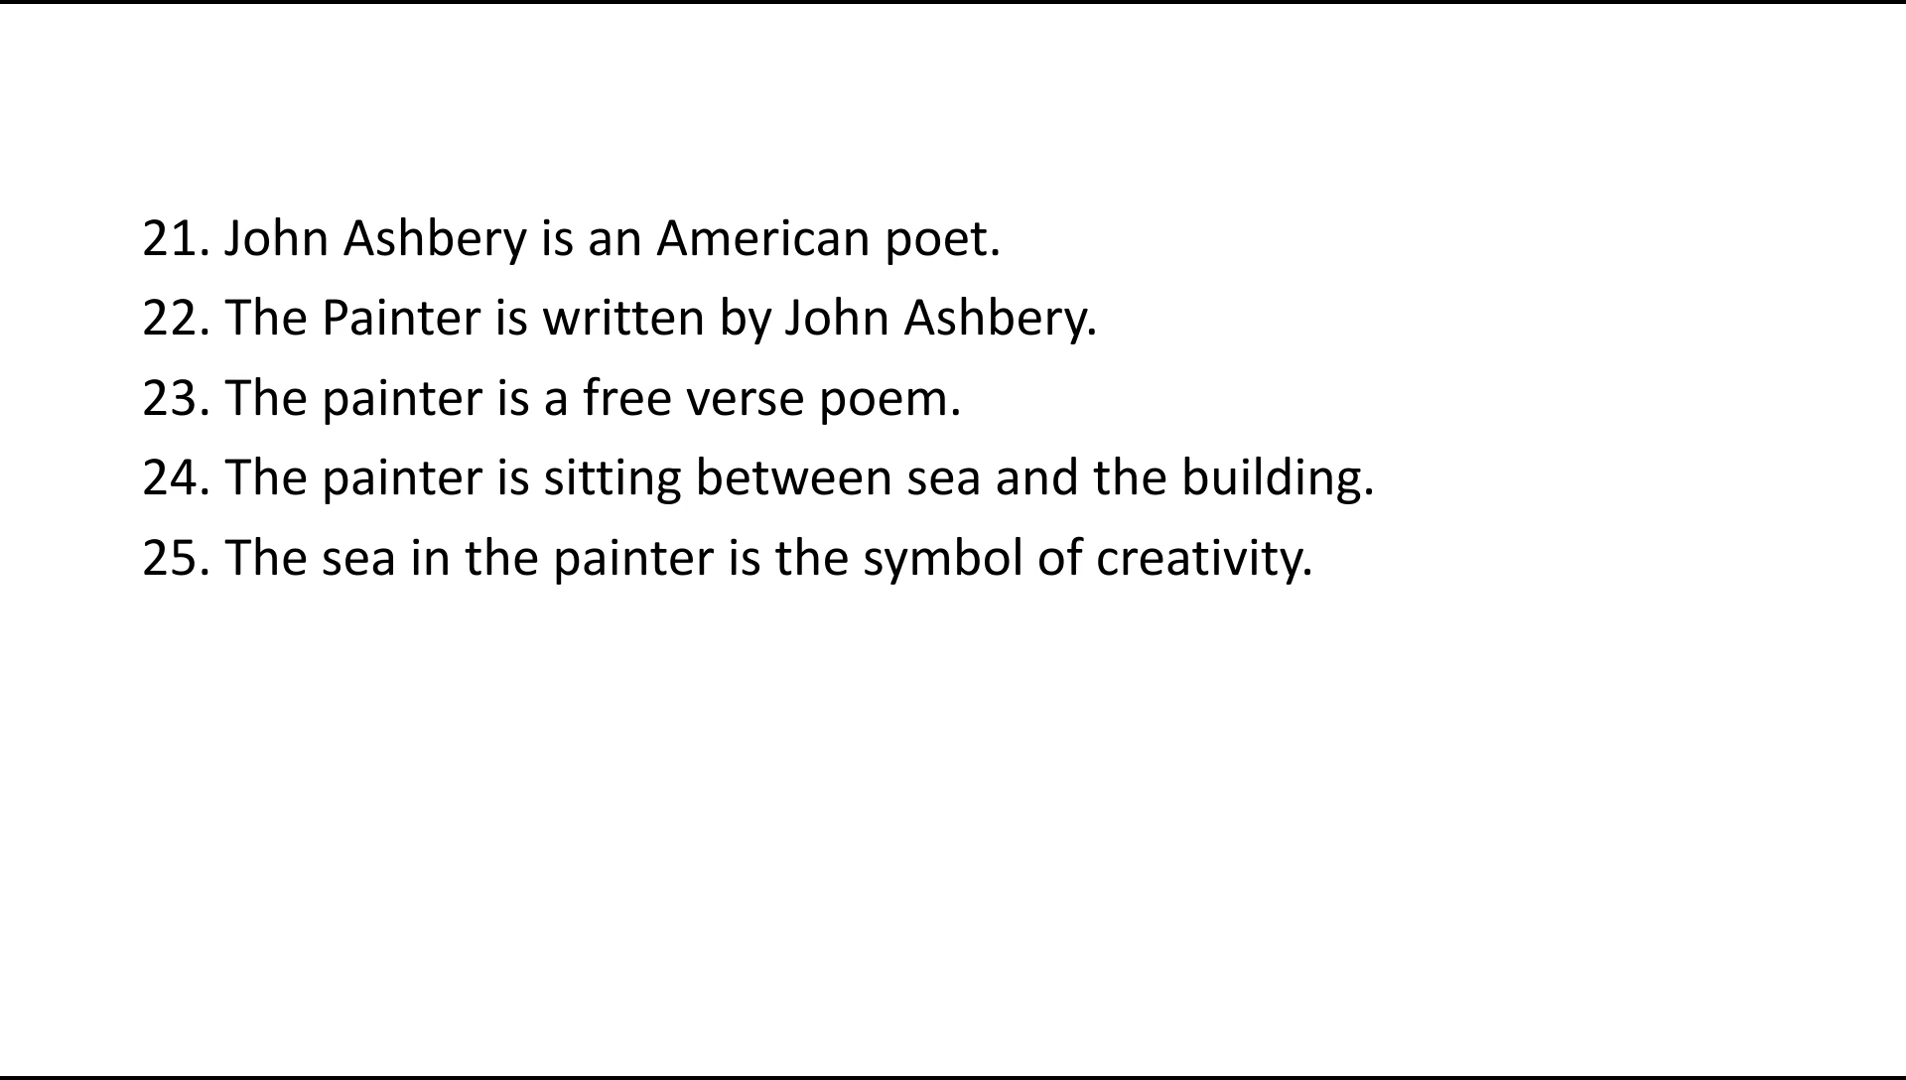 21. John Ashbery is an American poet.
22. The Painter is written by John Ashbery.
23. The painter is a free verse poem.
24. The painter is sitting between sea and the building.
25. The sea in the painter is the symbol of creativity.